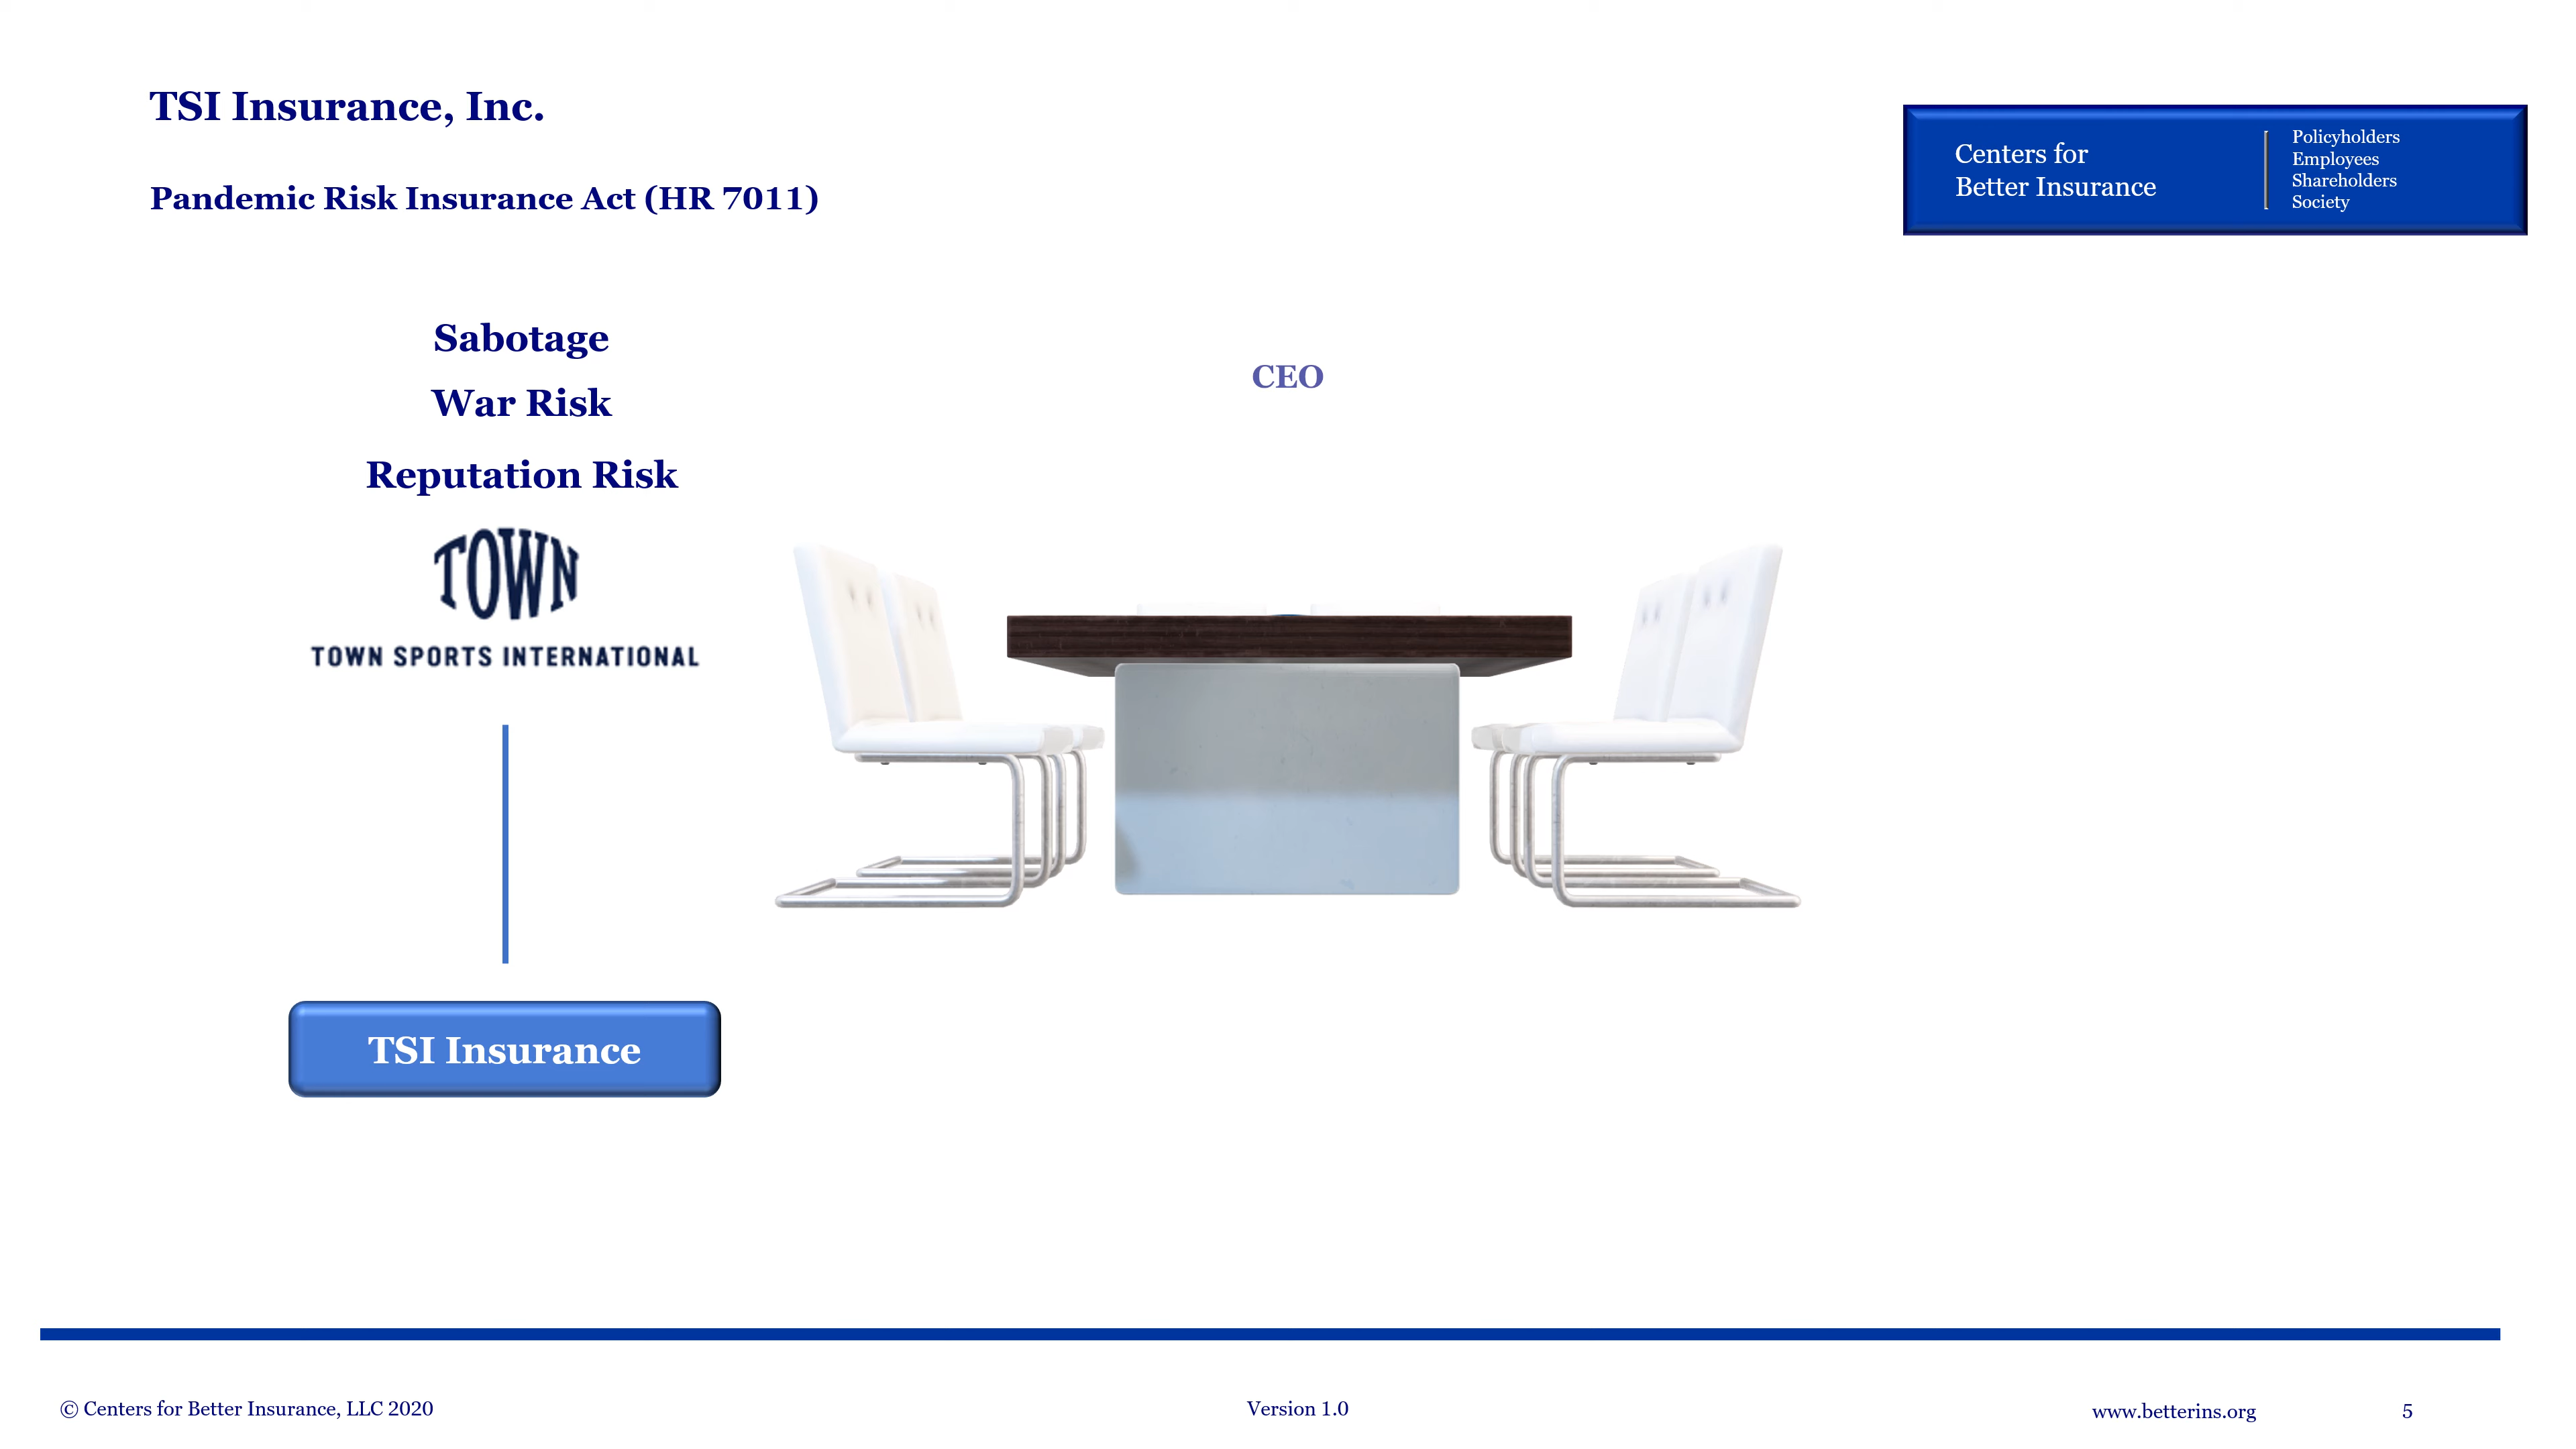 TSI Insurance, Inc.
Pandemic Risk Insurance Act (HR 7011)
Centers for
Better Insurance
Policyholders
Employees
Shareholders
Society
Sabotage
War Risk
Reputation Risk
CEO
TOWN
TOWN SPORTS INTERNATIONAL
TSI Insurance
© Centers for Better Insurance, LLC 2020
Version 1.0
www.betterins.org
5